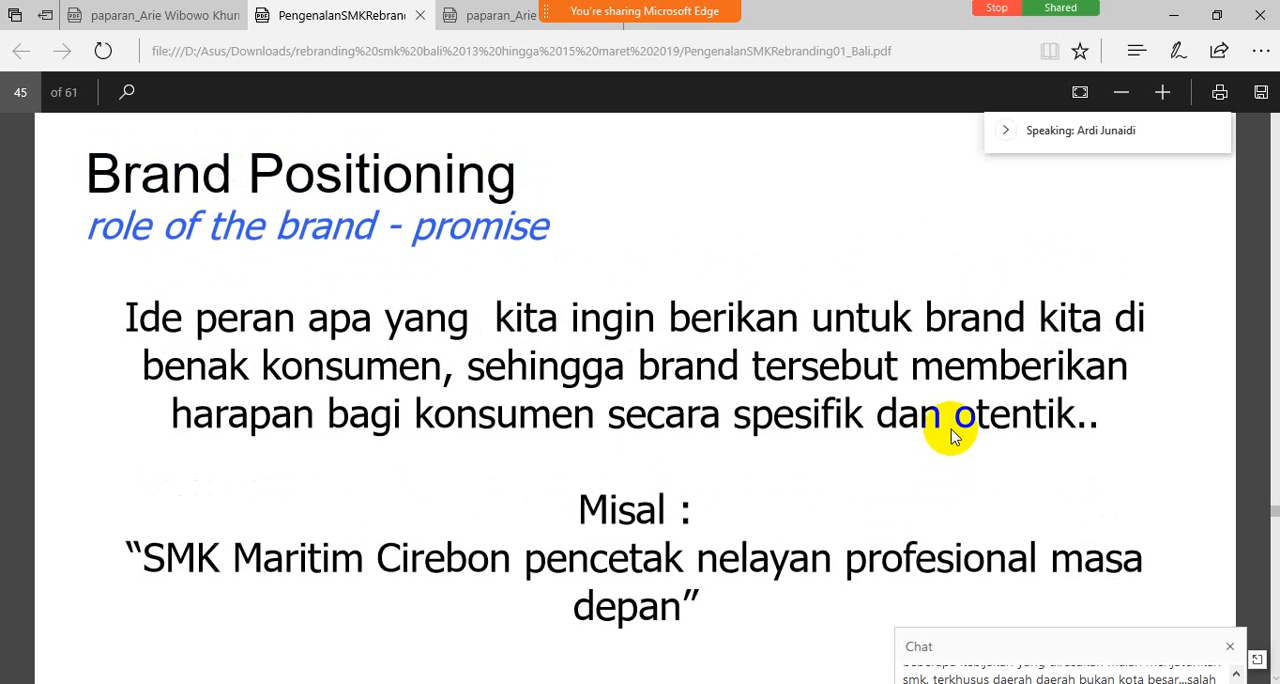 paparan_Arie Wibowo Khur
PengenalanSMKRebran
paparan_Arie
You're sharing Microsoft Edge
Stop
Shared
file:///D:/Asus/Downloads/rebranding%20smk%20bali%2013%20hingga%2015%20maret%202019/PengenalanSMKRebranding01_Bali.pdf
45 of 61
Speaking: Ardi Junaidi
Brand Positioning
role of the brand - promise
Ide peran apa yang kita ingin berikan untuk brand kita di
benak konsumen, sehingga brand tersebut memberikan
harapan bagi konsumen secara spesifik dan otentik..
Misal :
“SMK Maritim Cirebon pencetak nelayan profesional masa
depan”
Chat
smk, terkhusus daerah daerah bukan kota besar...salah